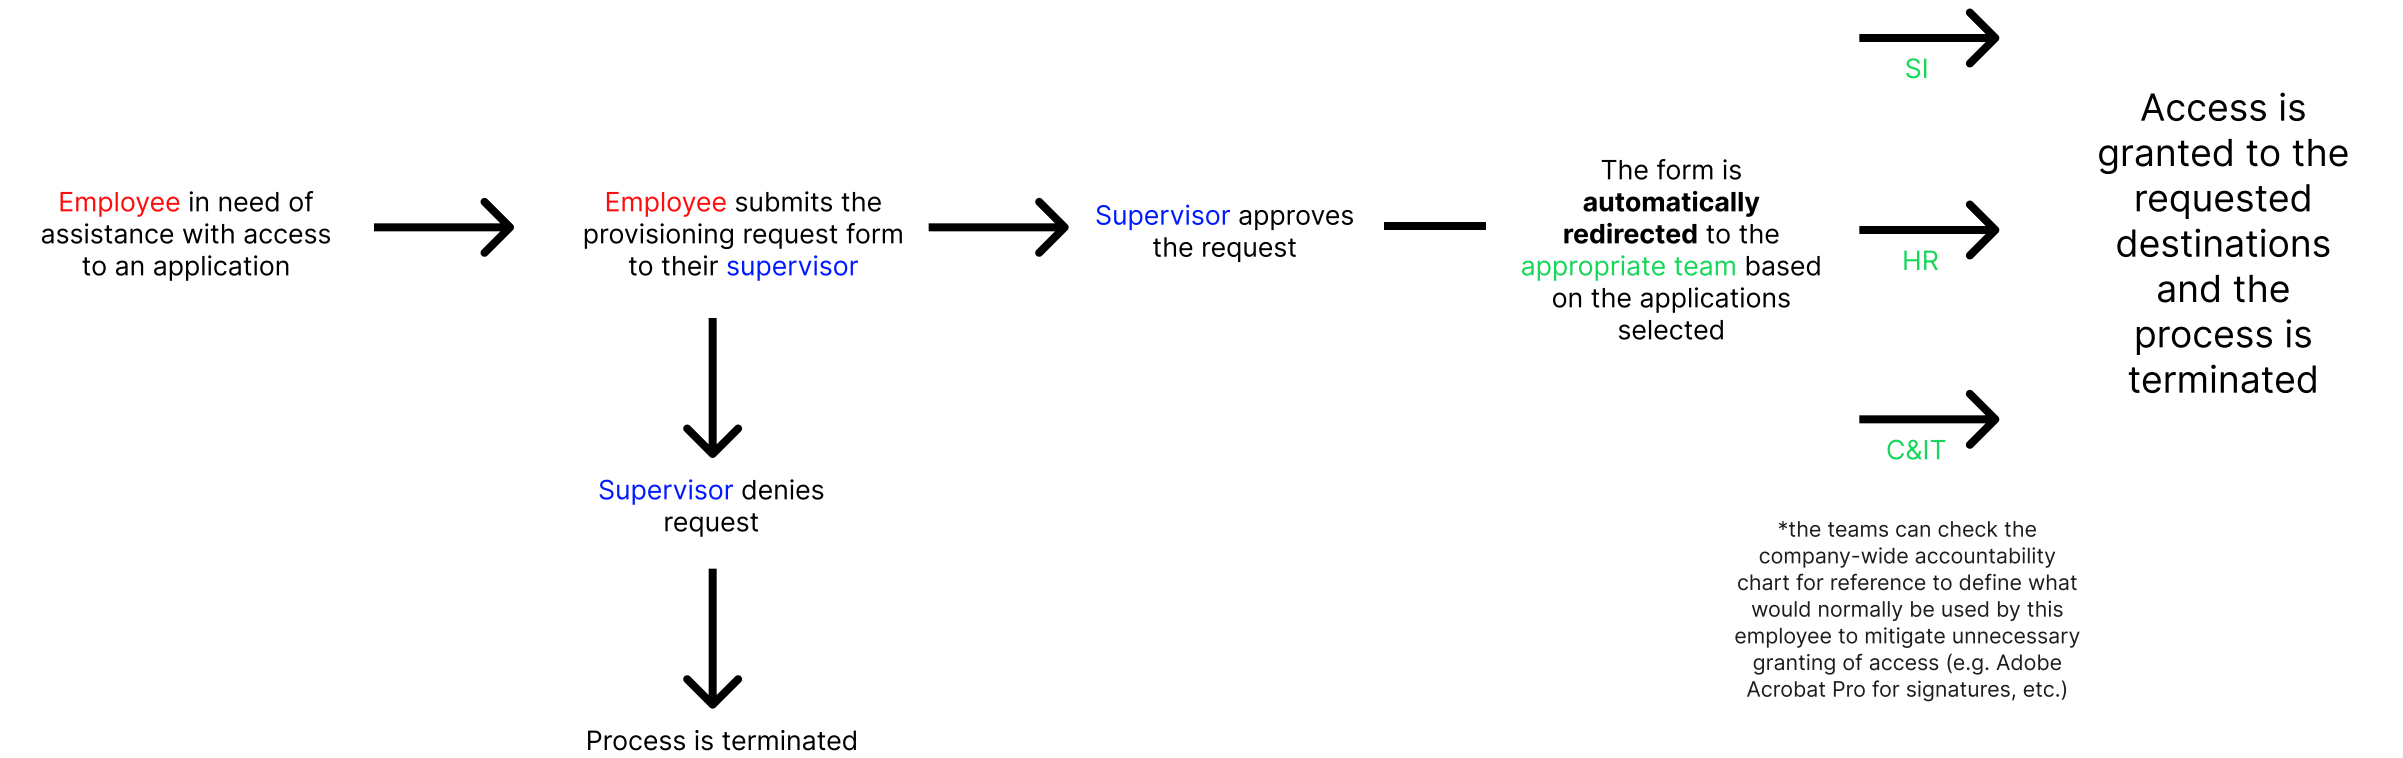 Employee in need of
assistance with access
to an application
Employee submits the
provisioning request form
to their supervisor
Supervisor approves
the request
The form is
automatically
redirected to the
appropriate team based
on the applications
selected
SI
HR
C&IT
Access is
granted to the
requested
destinations
and the
process is
terminated
Supervisor denies
request
Process is terminated
*the teams can check the
company-wide accountability
chart for reference to define what
would normally be used by this
employee to mitigate unnecessary
granting of access (e.g. Adobe
Acrobat Pro for signatures, etc.)